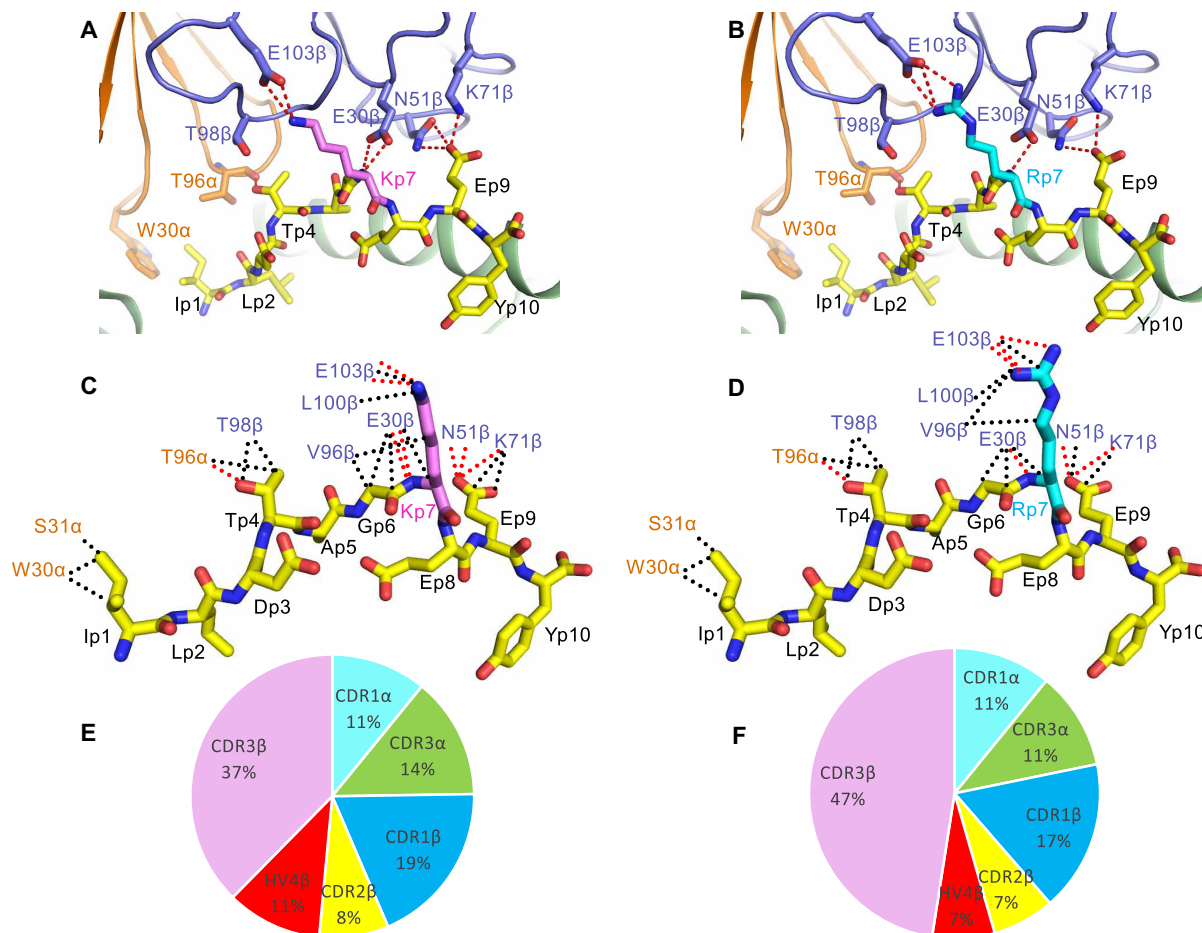 A
E103β
K71β
N51β
E30β
T98β
T96α
Kp7
Ep9
W30α
Tp4
Ip1
Lp2
Yp10
B
E103β
K71β
N51β
E30β
T98β
T96α
Rp7
Ep9
W30α
Tp4
Ip1
Lp2
Yp10
C
E103β
L100β
T98β
E30β
N51β
V96β
K71β
T96α
Kp7
Gp6
Tp4
Ep9
Ap5
S31α
W30α
Ep8
Dp3
Ip1
Lp2
Yp10
D
E103β
L100β
T98β
V96β
E30β
N51β
K71β
T96α
Rp7
Gp6
Tp4
Ep9
Ap5
S31α
W30α
Ep8
Dp3
Ip1
Lp2
Yp10
E
CDR1α
11%
CDR3α
14%
CDR1β
19%
CDR2β
8%
HV4β
11%
CDR3β
37%
F
CDR1α
11%
CDR3α
11%
CDR1β
17%
CDR2β
7%
HV4β
7%
CDR3β
47%